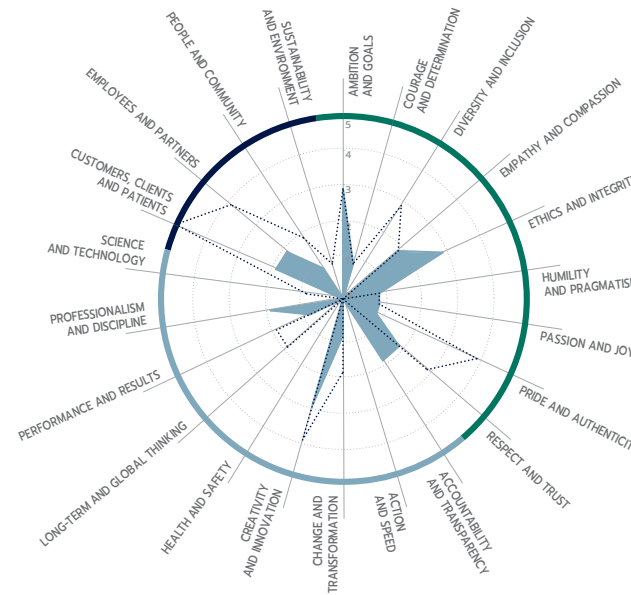 AMBITION
AND GOALS
COURAGE
AND DETERMINATION
DIVERSITY AND INCLUSION
EMPATHY AND COMPASSION
ETHICS AND INTEGRIT
HUMILITY
AND PRAGMATIS
PASSION AND JOY
PRIDE AND AUTHENTICIT
RESPECT AND TRUST
ACCOUNTABILITY
AND TRANSPARENCY
ACTION
AND SPEED
CHANGE AND
TRANSFORMATION
CREATIVITY
AND INNOVATION
HEALTH AND SAFETY
LONG-TERM AND GLOBAL THINKING
PERFORMANCE AND RESULTS
PROFESSIONALISM
AND DISCIPLINE
SCIENCE
AND TECHNOLOGY
CUSTOMERS, CLIENTS
AND PATIENTS
EMPLOYEES AND PARTNERS
PEOPLE AND COMMUNITY
SUSTAINABILITY
AND ENVIRONMENT
5
4
3